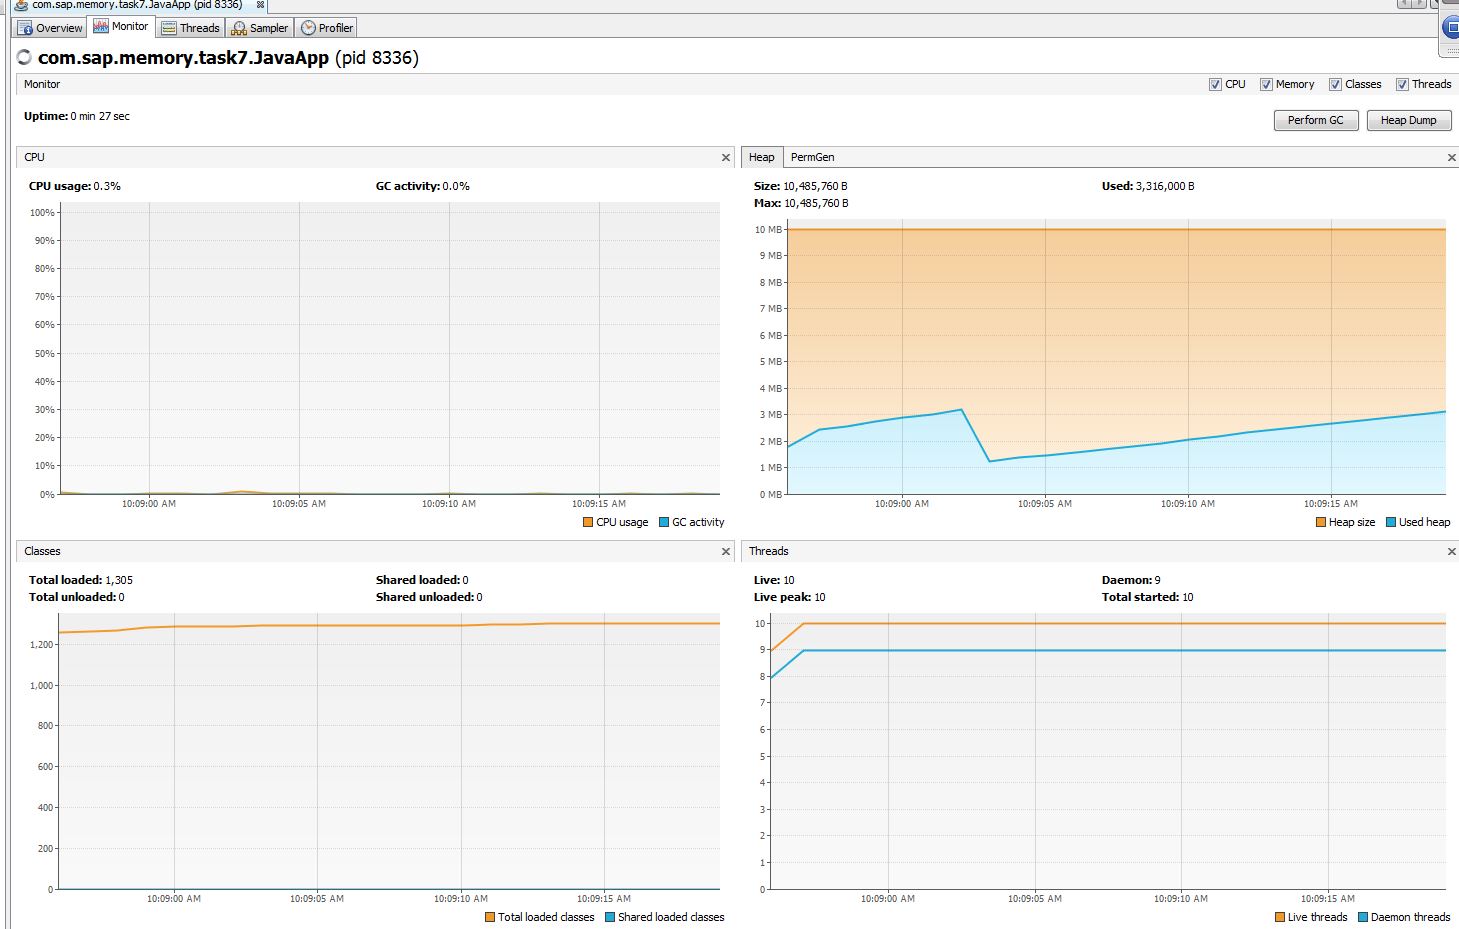 com.sap.memory.task7.JavaApp (pid 8336)
Overview Monitor Threads Sampler Profiler
com.sap.memory.task7.JavaApp (pid 8336)
Monitor
CPU Memory Classes Threads
Uptime: 0 min 27 sec
Perform GC Heap Dump
CPU
CPU usage: 0.3% GC activity: 0.0%
100%
90%
80%
70%
60%
50%
40%
30%
20%
10%
0%
10:09:00 AM 10:09:05 AM 10:09:10 AM 10:09:15 AM
CPU usage GC activity
Heap PermGen
Size: 10,485,760 B Used: 3,316,000 B
Max: 10,485,760 B
10 MB
9 MB
8 MB
7 MB
6 MB
5 MB
4 MB
3 MB
2 MB
1 MB
0 MB
10:09:00 AM 10:09:05 AM 10:09:10 AM 10:09:15 AM
Heap size Used heap
Classes
Total loaded: 1,305 Shared loaded: 0
Total unloaded: 0 Shared unloaded: 0
1,200
1,000
800
600
400
200
0
10:09:00 AM 10:09:05 AM 10:09:10 AM 10:09:15 AM
Total loaded classes Shared loaded classes
Threads
Live: 10 Daemon: 9
Live peak: 10 Total started: 10
10
9
8
7
6
5
4
3
2
1
0
10:09:00 AM 10:09:05 AM 10:09:10 AM 10:09:15 AM
Live threads Daemon threads